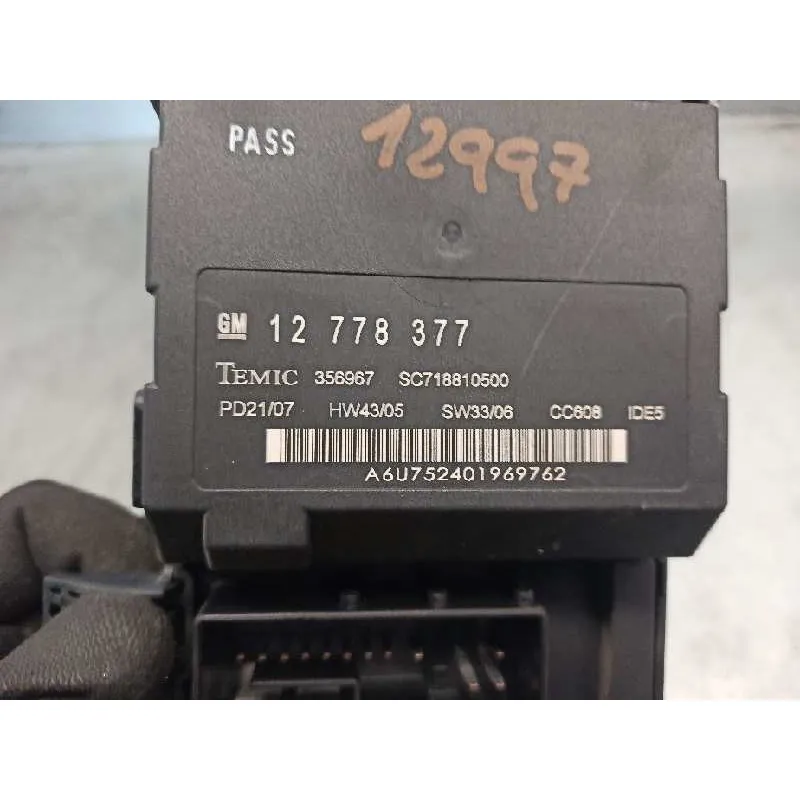 PASS 12997
GM 12 778 377
TEMIC 356967 SC718810500
PD21/07 HW43/05 SW33/06 CC608 IDE5
A6U752401969762